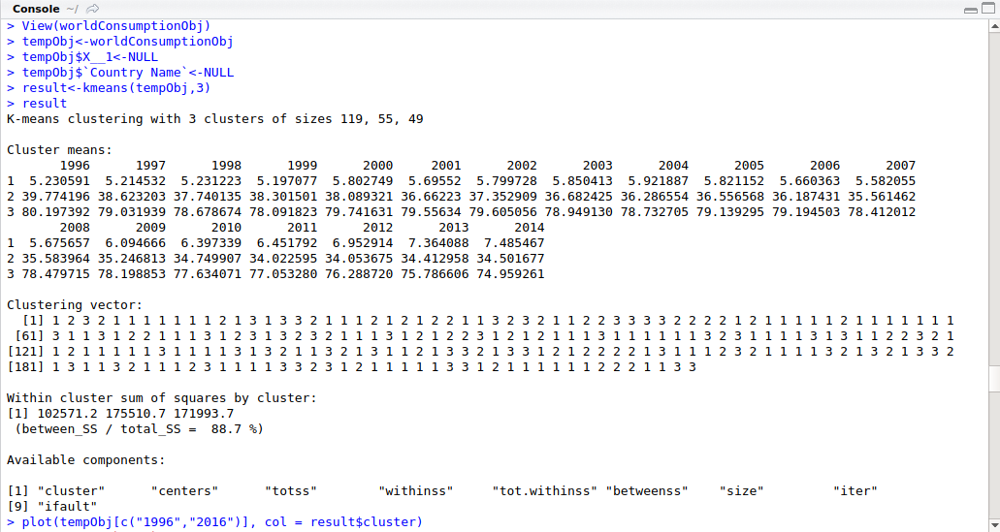 Console ~/
> View(worldConsumptionObj)
> tempObj<-worldConsumptionObj
> tempObj$X__1<-NULL
> tempObj$`Country Name`<-NULL
> result<-kmeans(tempObj,3)
> result
K-means clustering with 3 clusters of sizes 119, 55, 49
Cluster means:
1996 1997 1998 1999 2000 2001 2002 2003 2004 2005 2006 2007
1 5.230591 5.214532 5.231223 5.197077 5.802749 5.69552 5.799728 5.850413 5.921887 5.821152 5.660363 5.582055
2 39.774196 38.623203 37.740135 38.301501 38.089321 36.66223 37.352909 36.682425 36.286554 36.556568 36.187431 35.561462
3 80.197392 79.031939 78.678674 78.091823 79.741631 79.55634 79.605056 78.949130 78.732705 79.139295 79.194503 78.412012
2008 2009 2010 2011 2012 2013 2014
1 5.675657 6.094666 6.397339 6.451792 6.952914 7.364088 7.485467
2 35.583964 35.246813 34.749907 34.022595 34.053675 34.412958 34.501677
3 78.479715 78.198853 77.634071 77.053280 76.288720 75.786606 74.959261
Clustering vector:
[1] 1 2 3 2 1 1 1 1 1 1 1 2 1 3 1 3 3 2 1 1 1 2 1 2 1 2 2 1 1 3 2 3 2 1 1 2 2 3 3 3 3 2 2 2 2 1 2 1 1 1 1 1 2 1 1 1 1 1 1 1
[61] 3 1 1 3 1 2 2 1 1 1 3 1 2 3 1 3 2 3 2 1 1 1 3 1 2 1 2 2 3 1 2 1 2 1 1 1 3 1 1 1 1 1 1 3 2 3 1 1 1 1 3 1 3 1 1 2 2 3 2 1
[121] 1 2 1 1 1 1 1 3 1 1 1 1 3 1 3 2 1 1 3 2 1 3 1 1 2 1 3 3 2 1 3 3 1 2 1 2 2 2 2 1 3 1 1 1 2 3 2 1 1 1 1 3 2 1 3 2 1 3 3 2
[181] 1 3 1 1 3 2 1 1 1 2 3 1 1 1 1 3 3 2 3 1 2 1 1 1 1 1 3 3 1 2 1 1 1 1 1 1 2 2 2 1 1 3 3
Within cluster sum of squares by cluster:
[1] 102571.2 175510.7 171993.7
(between_SS / total_SS = 88.7 %)
Available components:
[1] "cluster" "centers" "totss" "withinss" "tot.withinss" "betweenss" "size" "iter"
[9] "ifault"
> plot(tempObj[c("1996","2016")], col = result$cluster)